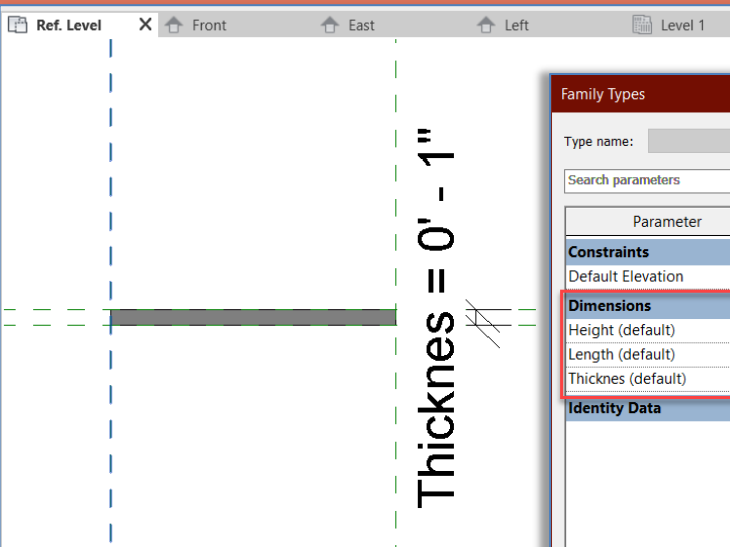 Ref. Level
Front
East
Left
Level 1
Thicknes = 0' - 1"
Family Types
Type name:
Search parameters
Parameter
Constraints
Default Elevation
Dimensions
Height (default)
Length (default)
Thicknes (default)
Identity Data